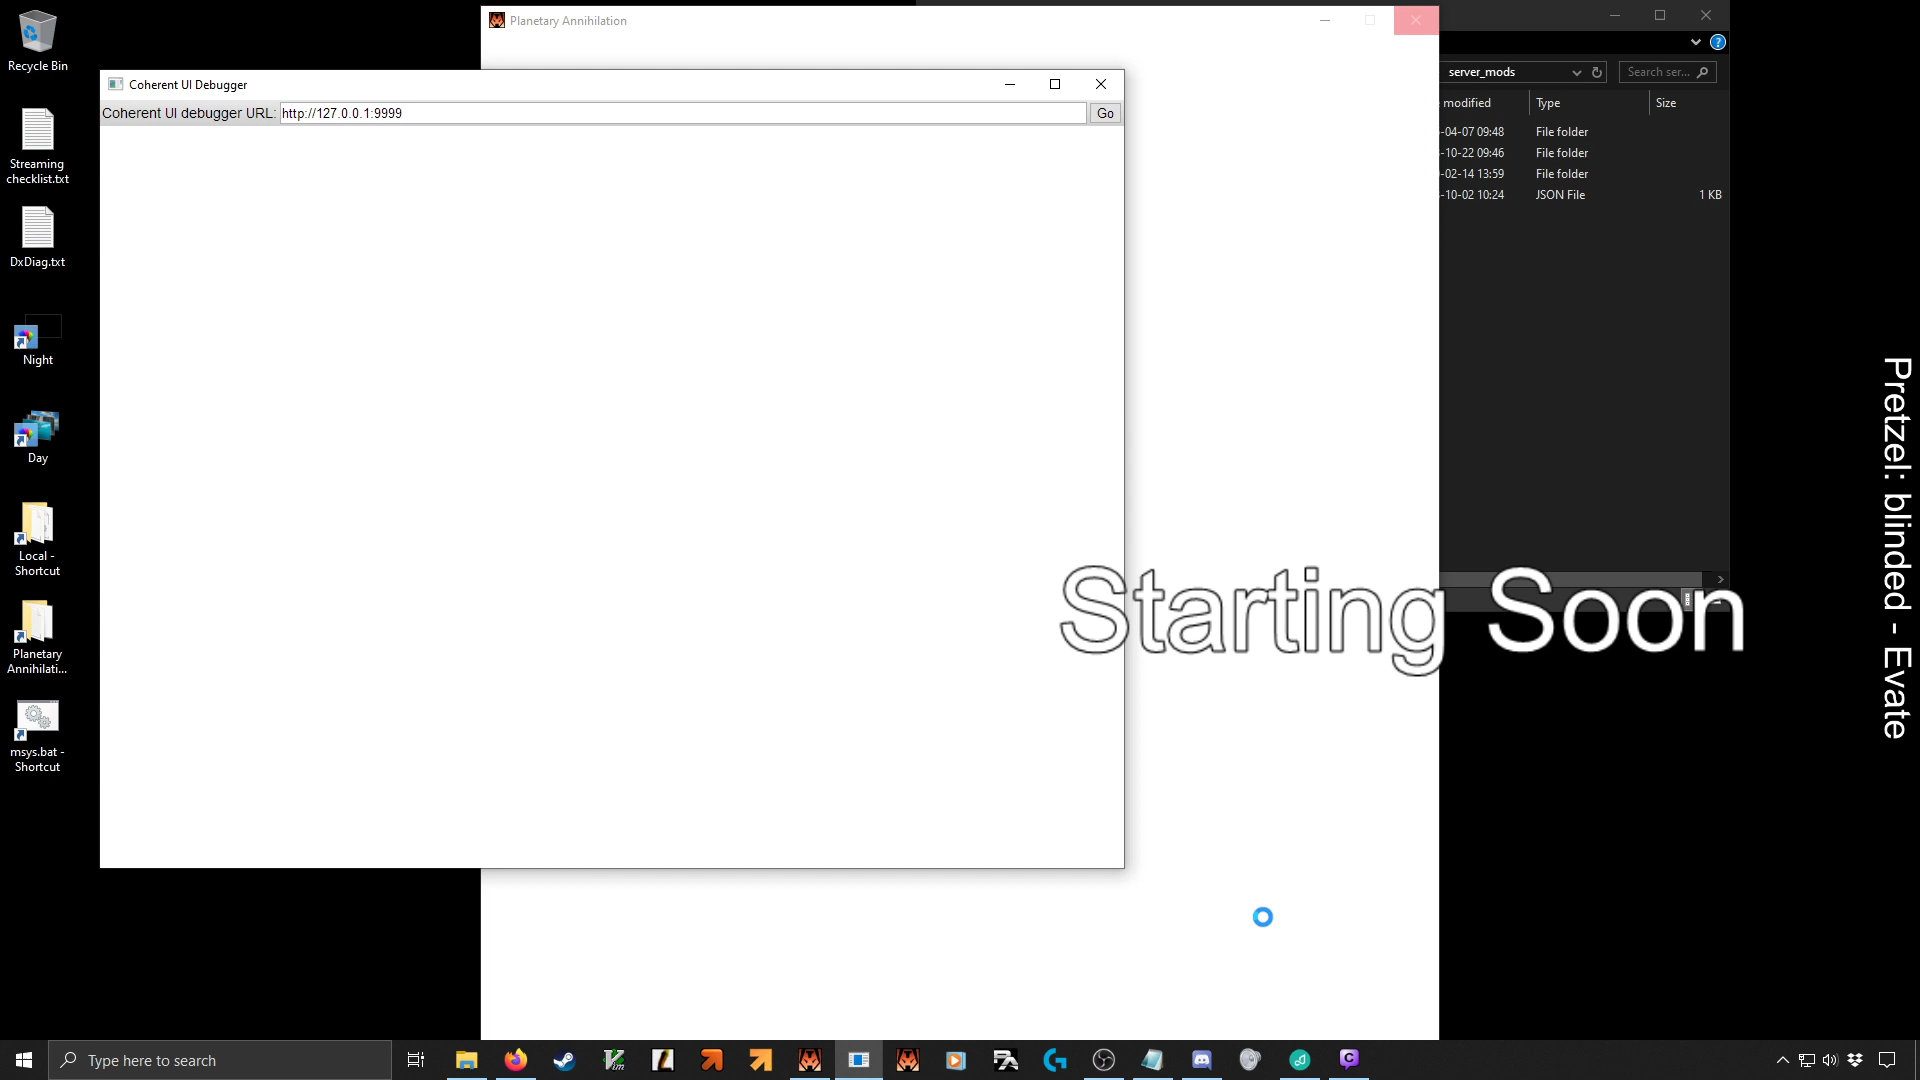 Recycle Bin
Streaming
checklist.txt
DxDiag.txt
Night
Day
Local -
Shortcut
Planetary
Annihilati...
msys.bat -
Shortcut
Planetary Annihilation
Coherent UI Debugger
Coherent UI debugger URL: http://127.0.0.1:9999 Go
server_mods
Search ser...
modified Type Size
-04-07 09:48 File folder
-10-22 09:46 File folder
-02-14 13:59 File folder
-10-02 10:24 JSON File 1 KB
Starting Soon
Pretzel: blinded - Evate
Type here to search